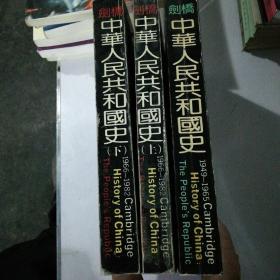 劍橋
中華人民共和國史(下)
1966-1982 Cambridge
History of China
The People's Republic
劍橋
中華人民共和國史(上)
1966-1982 Cambridge
History of China
劍橋
中華人民共和國史
1949-1965 Cambridge
History of China
The People's Republic